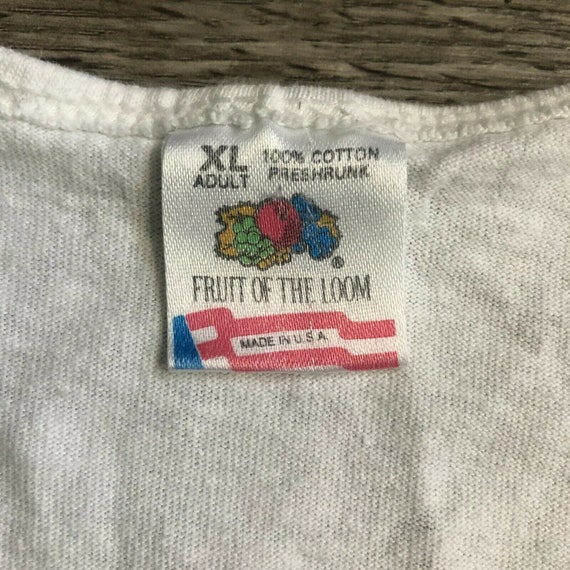 XL 100% COTTON
ADULT PRESHRUNK
®
FRUIT OF THE LOOM
MADE IN U.S.A.